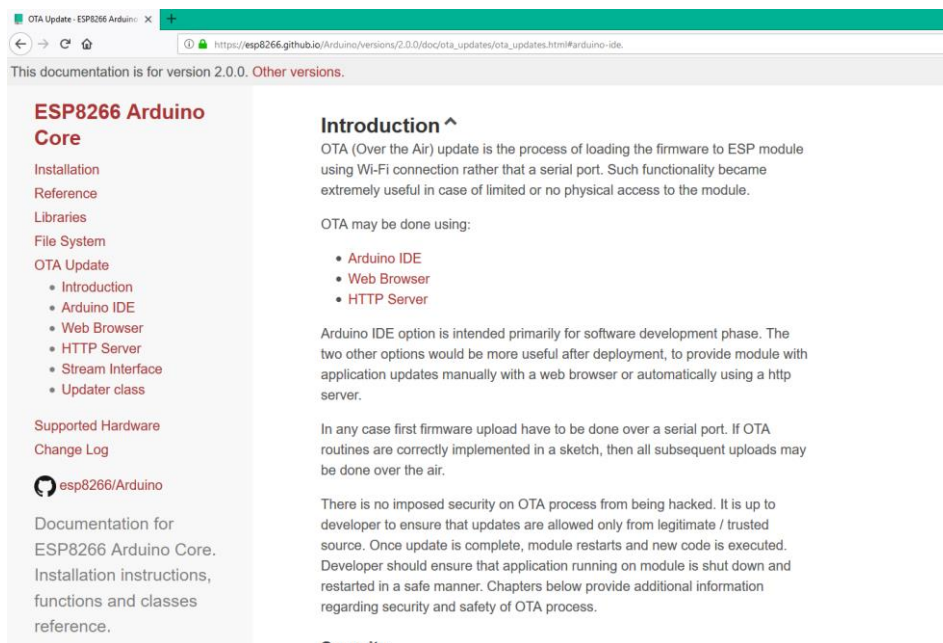 OTA Update - ESP8266 Arduino
https://esp8266.github.io/Arduino/versions/2.0.0/doc/ota_updates/ota_updates.html#arduino-ide.
This documentation is for version 2.0.0. Other versions.
ESP8266 Arduino
Core
Installation
Reference
Libraries
File System
OTA Update
Introduction
Arduino IDE
Web Browser
HTTP Server
Stream Interface
Updater class
Supported Hardware
Change Log
esp8266/Arduino
Documentation for
ESP8266 Arduino Core.
Installation instructions,
functions and classes
reference.
Introduction ^
OTA (Over the Air) update is the process of loading the firmware to ESP module
using Wi-Fi connection rather that a serial port. Such functionality became
extremely useful in case of limited or no physical access to the module.
OTA may be done using:
Arduino IDE
Web Browser
HTTP Server
Arduino IDE option is intended primarily for software development phase. The
two other options would be more useful after deployment, to provide module with
application updates manually with a web browser or automatically using a http
server.
In any case first firmware upload have to be done over a serial port. If OTA
routines are correctly implemented in a sketch, then all subsequent uploads may
be done over the air.
There is no imposed security on OTA process from being hacked. It is up to
developer to ensure that updates are allowed only from legitimate / trusted
source. Once update is complete, module restarts and new code is executed.
Developer should ensure that application running on module is shut down and
restarted in a safe manner. Chapters below provide additional information
regarding security and safety of OTA process.